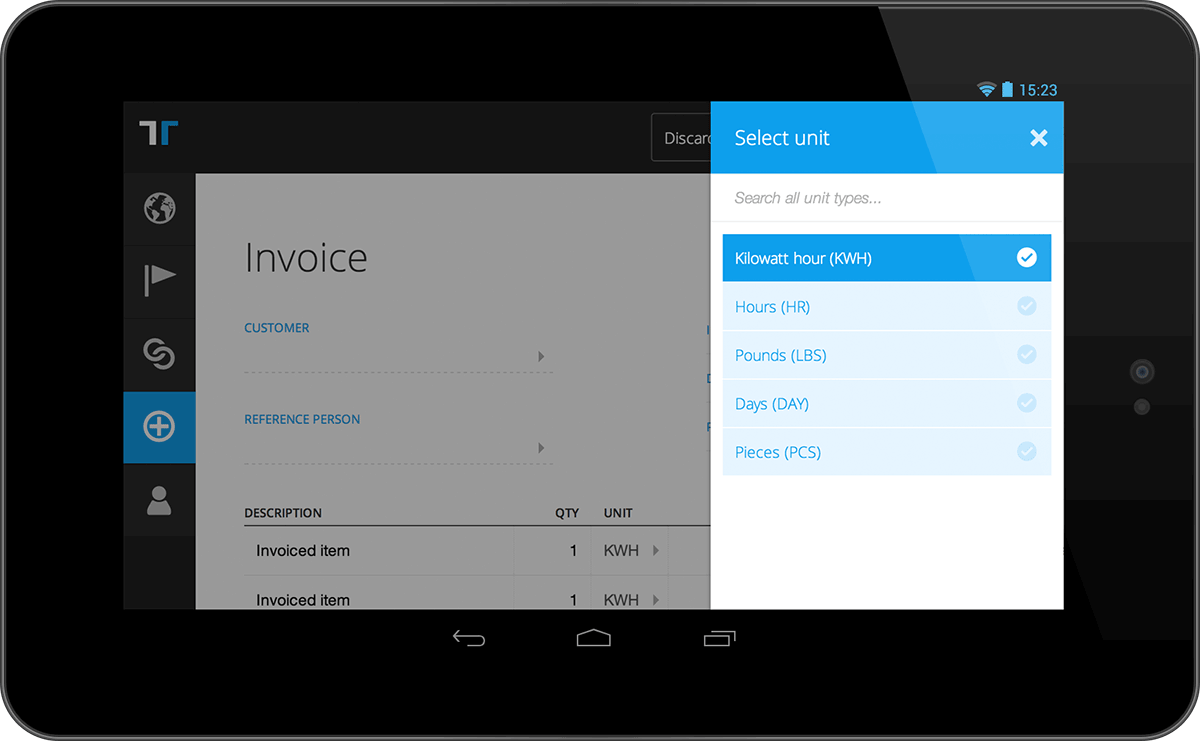 15:23
Discard
Select unit
Search all unit types...
Invoice
Kilowatt hour (KWH)
Hours (HR)
CUSTOMER
Pounds (LBS)
Days (DAY)
REFERENCE PERSON
Pieces (PCS)
DESCRIPTION QTY UNIT
Invoiced item 1 KWH
Invoiced item 1 KWH